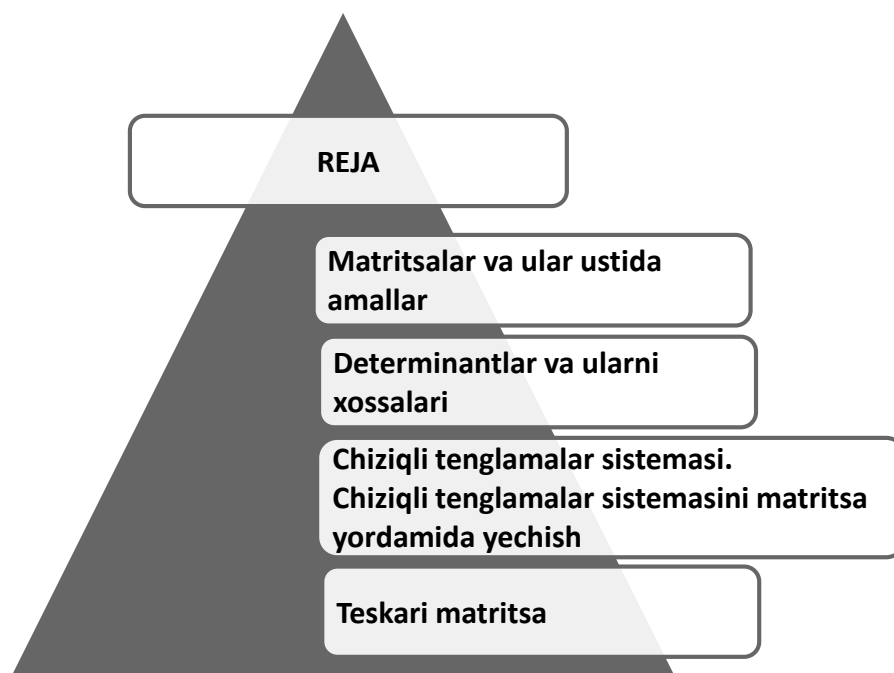 REJA
Matritsalar va ular ustida
amallar
Determinantlar va ularni
xossalari
Chiziqli tenglamalar sistemasi.
Chiziqli tenglamalar sistemasini matritsa
yordamida yechish
Teskari matritsa